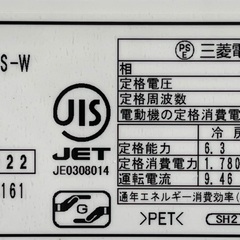 S-W
JIS
JET
JE0308014
22
161
PS
E
三菱電
相
定格電圧
定格周波数
電動機の定格消費電
冷房
定格能力 6.3
定格消費電力 1,780
運転電流 9.46
通年エネルギー消費効率(
>PET<
SH2